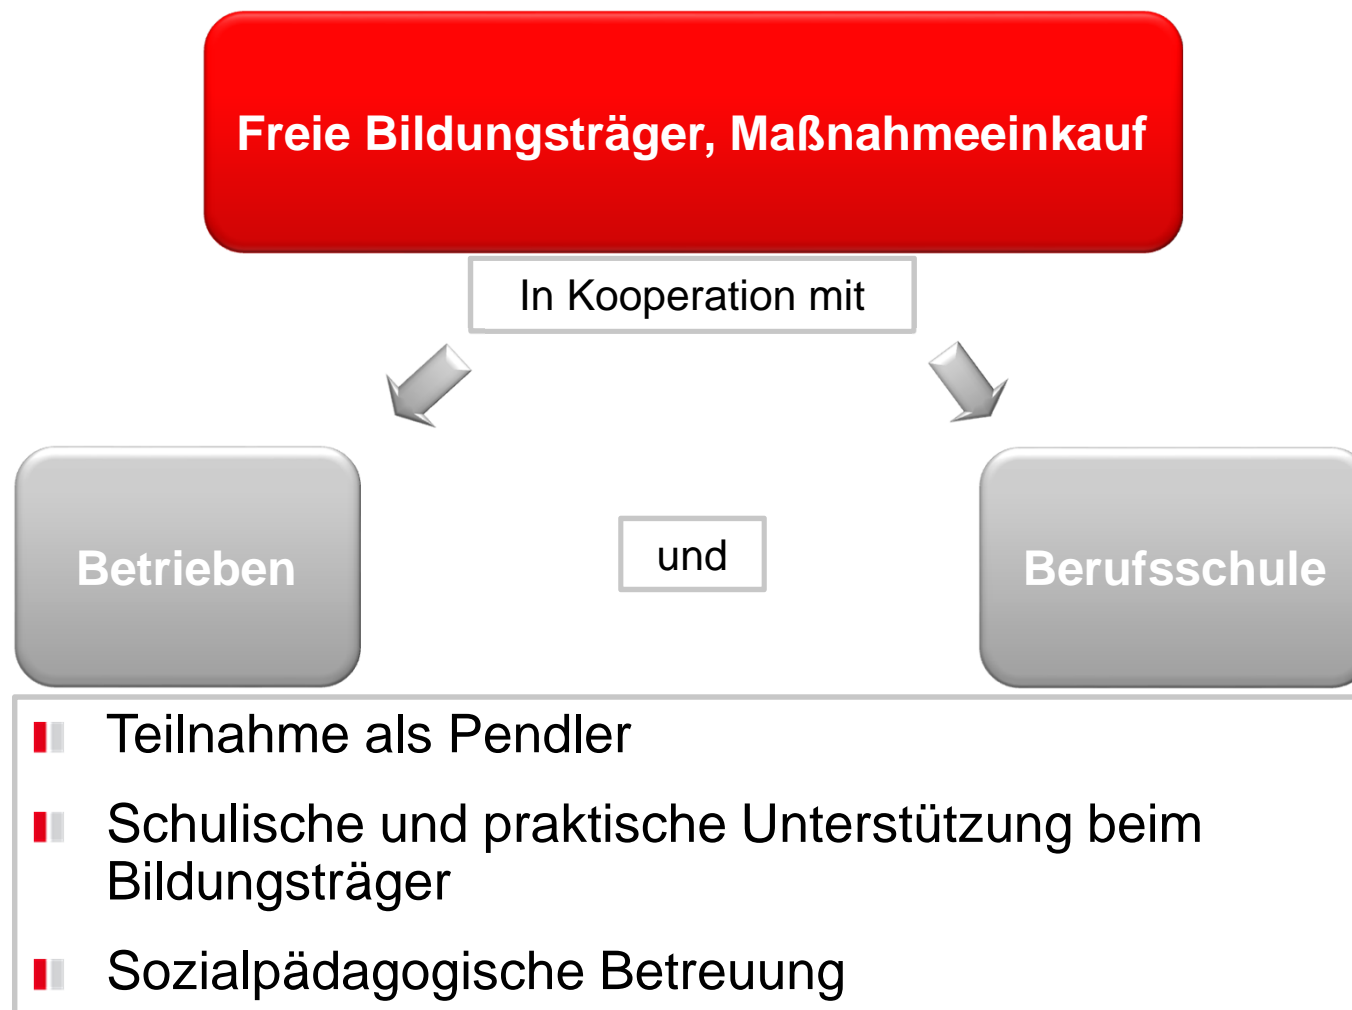 Freie Bildungsträger, Maßnahmeeinkauf
In Kooperation mit
Betrieben
und
Berufsschule
Teilnahme als Pendler
Schulische und praktische Unterstützung beim
Bildungsträger
Sozialpädagogische Betreuung